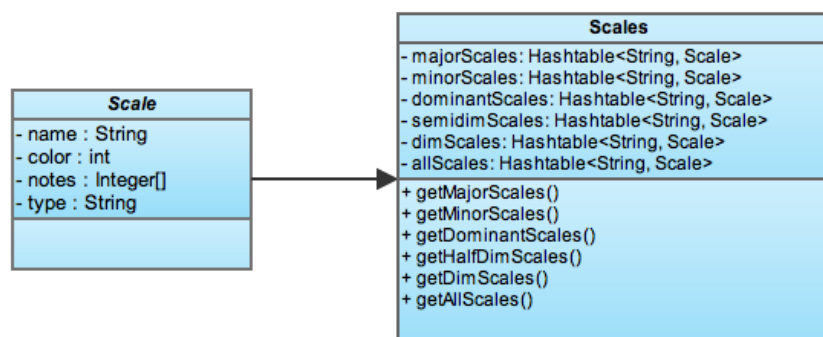 Scale
- name : String
- color : int
- notes : Integer[]
- type : String
Scales
- majorScales: Hashtable<String, Scale>
- minorScales: Hashtable<String, Scale>
- dominantScales: Hashtable<String, Scale>
- semidimScales: Hashtable<String, Scale>
- dimScales: Hashtable<String, Scale>
- allScales: Hashtable<String, Scale>
+ getMajorScales()
+ getMinorScales()
+ getDominantScales()
+ getHalfDimScales()
+ getDimScales()
+ getAllScales()